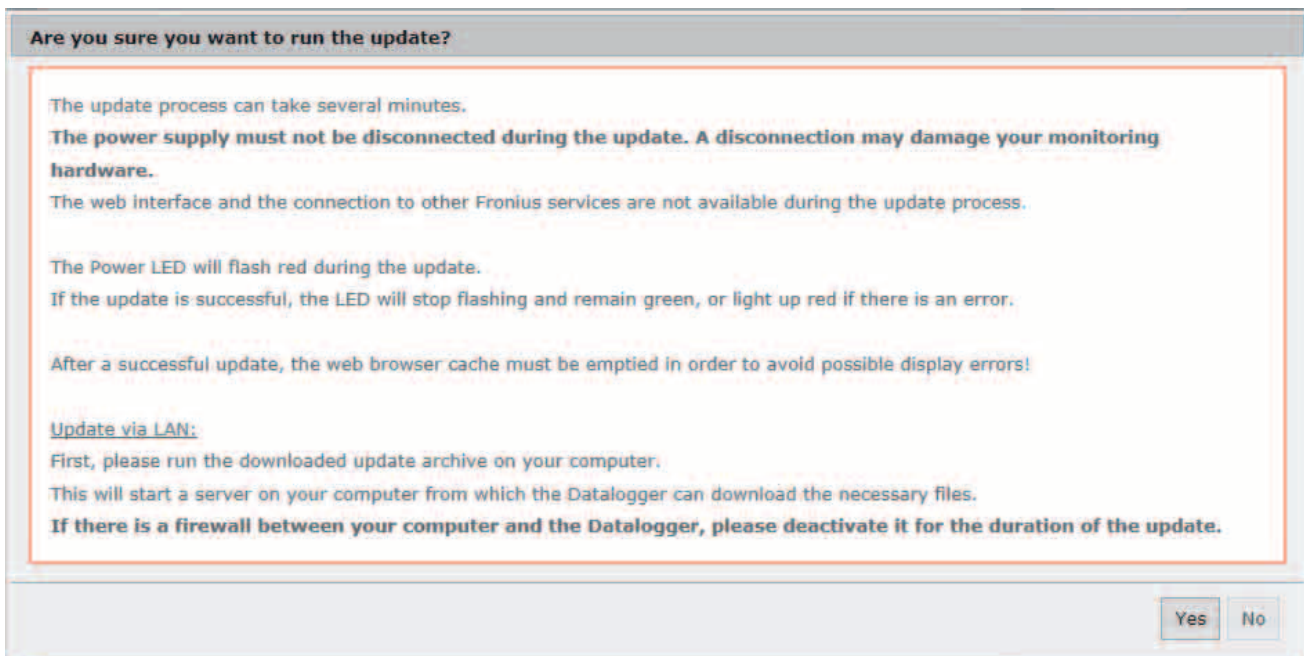 Are you sure you want to run the update?
The update process can take several minutes.
The power supply must not be disconnected during the update. A disconnection may damage your monitoring
hardware.
The web interface and the connection to other Fronius services are not available during the update process.
The Power LED will flash red during the update.
If the update is successful, the LED will stop flashing and remain green, or light up red if there is an error.
After a successful update, the web browser cache must be emptied in order to avoid possible display errors!
Update via LAN:
First, please run the downloaded update archive on your computer.
This will start a server on your computer from which the Datalogger can download the necessary files.
If there is a firewall between your computer and the Datalogger, please deactivate it for the duration of the update.
Yes No